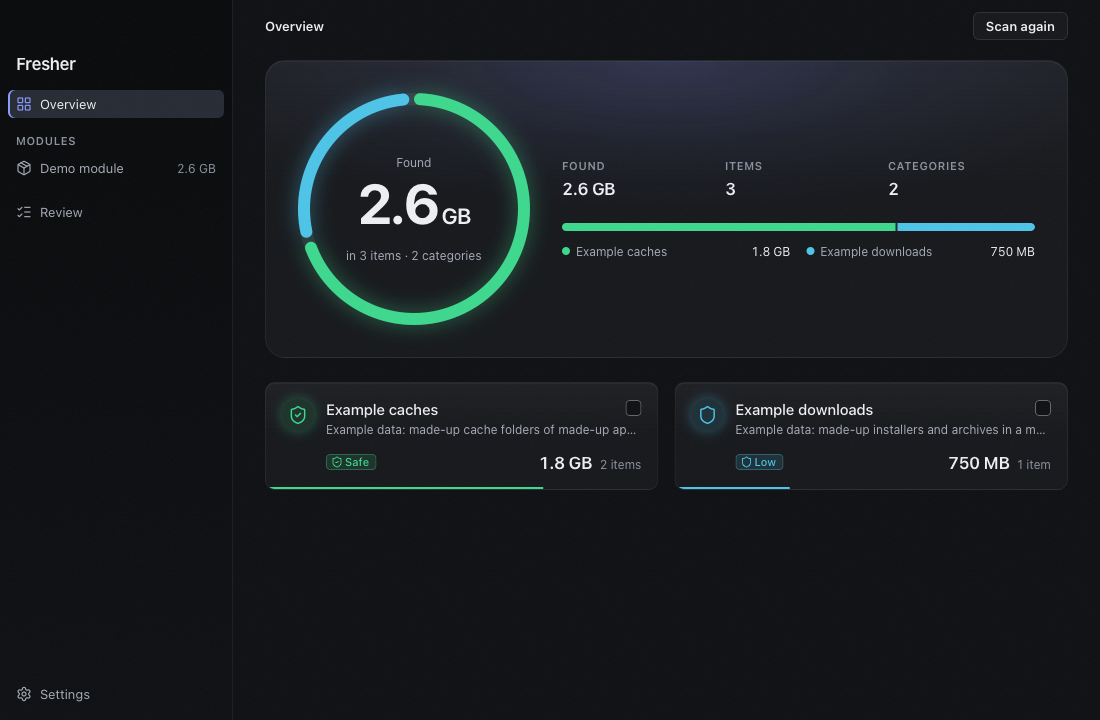 Fresher
Overview
MODULES
Demo module 2.6 GB
Review
Settings
Overview
Scan again
Found
2.6 GB
in 3 items · 2 categories
FOUND ITEMS CATEGORIES
2.6 GB 3 2
Example caches 1.8 GB Example downloads 750 MB
Example caches
Example data: made-up cache folders of made-up ap...
Safe 1.8 GB 2 items
Example downloads
Example data: made-up installers and archives in a m...
Low 750 MB 1 item